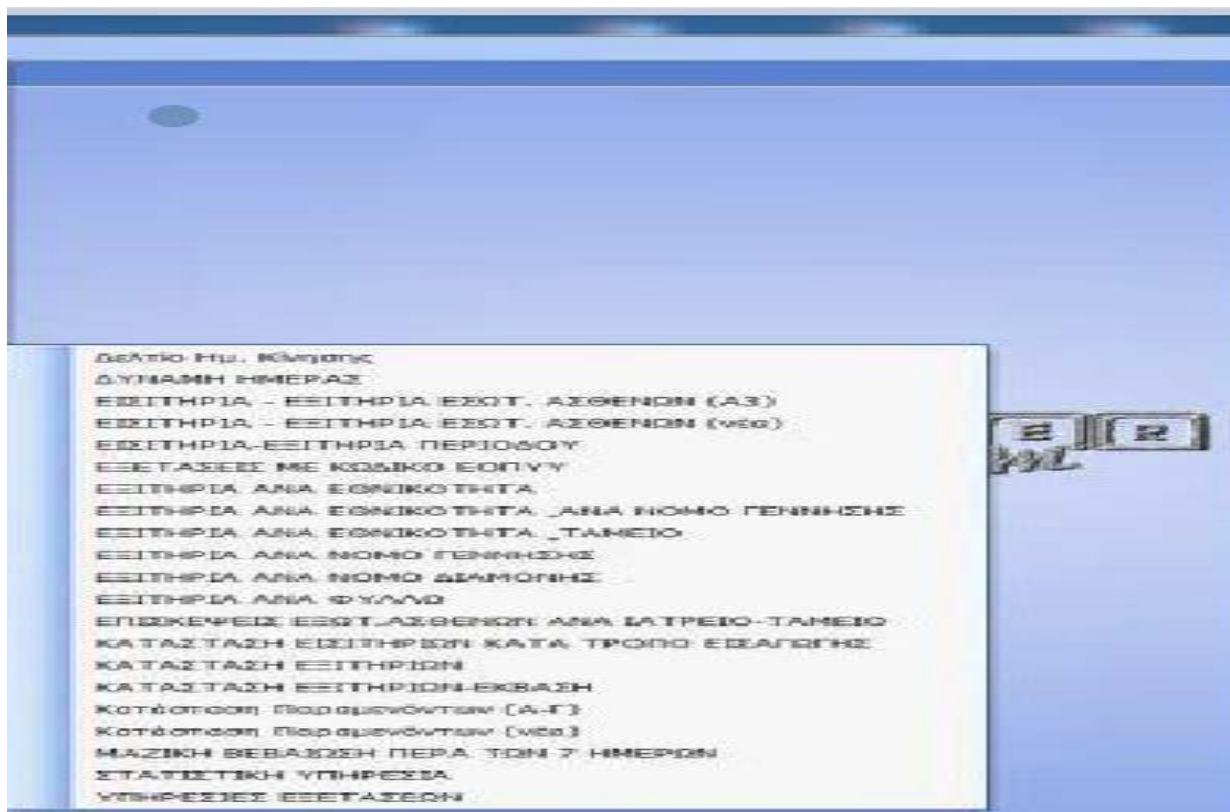 Δελτίο Ημ. Κίνησης
ΔΥΝΑΜΗ ΗΜΕΡΑΣ
ΕΙΣΙΤΗΡΙΑ - ΕΞΙΤΗΡΙΑ ΕΣΩΤ. ΑΣΘΕΝΩΝ (Α3)
ΕΙΣΙΤΗΡΙΑ - ΕΞΙΤΗΡΙΑ ΕΣΩΤ. ΑΣΘΕΝΩΝ (νέο)
ΕΙΣΙΤΗΡΙΑ-ΕΞΙΤΗΡΙΑ ΠΕΡΙΟΔΟΥ
ΕΞΕΤΑΣΕΙΣ ΜΕ ΚΩΔΙΚΟ ΕΟΠΥΥ
ΕΞΙΤΗΡΙΑ ΑΝΑ ΕΘΝΙΚΟΤΗΤΑ
ΕΞΙΤΗΡΙΑ ΑΝΑ ΕΘΝΙΚΟΤΗΤΑ _ΑΝΑ ΝΟΜΟ ΓΕΝΝΗΣΗΣ
ΕΞΙΤΗΡΙΑ ΑΝΑ ΕΘΝΙΚΟΤΗΤΑ _ΤΑΜΕΙΟ
ΕΞΙΤΗΡΙΑ ΑΝΑ ΝΟΜΟ ΓΕΝΝΗΣΗΣ
ΕΞΙΤΗΡΙΑ ΑΝΑ ΝΟΜΟ ΔΙΑΜΟΝΗΣ
ΕΞΙΤΗΡΙΑ ΑΝΑ ΦΥΛΛΟ
ΕΠΙΣΚΕΨΕΙΣ ΕΞΩΤ.ΑΣΘΕΝΩΝ ΑΝΑ ΙΑΤΡΕΙΟ-ΤΑΜΕΙΟ
ΚΑΤΑΣΤΑΣΗ ΕΙΣΙΤΗΡΙΩΝ ΚΑΤΑ ΤΡΟΠΟ ΕΙΣΑΓΩΓΗΣ
ΚΑΤΑΣΤΑΣΗ ΕΞΙΤΗΡΙΩΝ
ΚΑΤΑΣΤΑΣΗ ΕΞΙΤΗΡΙΩΝ-ΕΚΒΑΣΗ
Κατάσταση Παραμενόντων (Α-Γ)
Κατάσταση Παραμενόντων (νέα)
ΜΑΖΙΚΗ ΒΕΒΑΙΩΣΗ ΠΕΡΑ ΤΩΝ 7 ΗΜΕΡΩΝ
ΣΤΑΤΙΣΤΙΚΗ ΥΠΗΡΕΣΙΑ
ΥΠΗΡΕΣΙΕΣ ΕΞΕΤΑΣΕΩΝ
E R